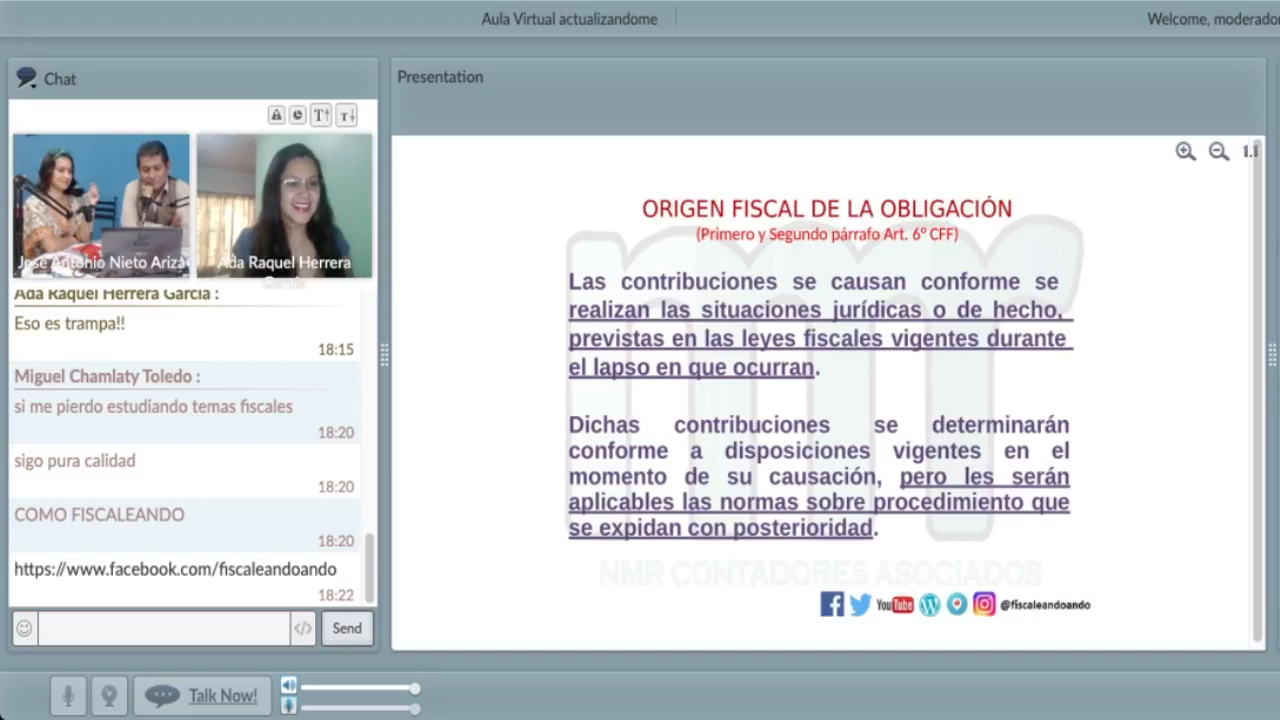 Aula Virtual actualizandome
Welcome, moderador
Chat
José Antonio Nieto Ariza
Ada Raquel Herrera
García
Ada Raquel Herrera García :
Eso es trampa!!
18:15
Miguel Chamlaty Toledo :
si me pierdo estudiando temas fiscales
18:20
sigo pura calidad
18:20
COMO FISCALEANDO
18:20
https://www.facebook.com/fiscaleandoando
18:22
Send
Talk Now!
Presentation
1.1
ORIGEN FISCAL DE LA OBLIGACIÓN
(Primero y Segundo párrafo Art. 6º CFF)
Las contribuciones se causan conforme se
realizan las situaciones jurídicas o de hecho,
previstas en las leyes fiscales vigentes durante
el lapso en que ocurran.
Dichas contribuciones se determinarán
conforme a disposiciones vigentes en el
momento de su causación, pero les serán
aplicables las normas sobre procedimiento que
se expidan con posterioridad.
nmr
NMR CONTADORES ASOCIADOS
YouTube @fiscaleandoando